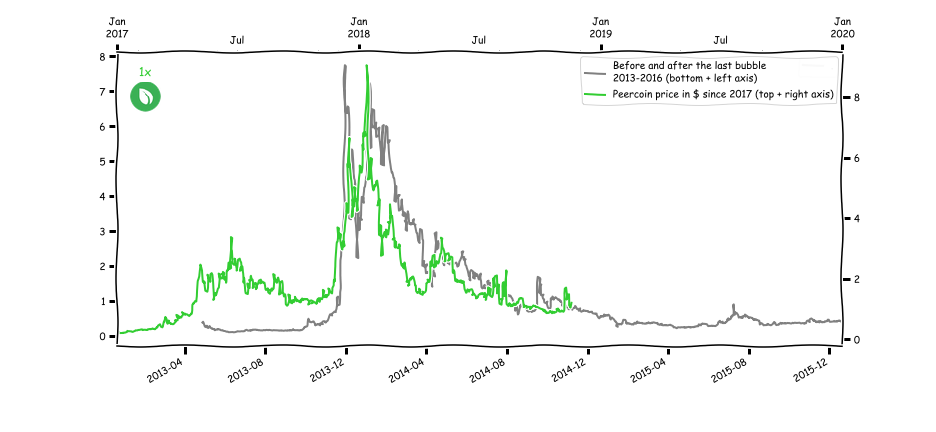 Jan Jan Jan Jan
2017 2018 2019 2020
Jul Jul Jul
1x
Before and after the last bubble
2013-2016 (bottom + left axis)
Peercoin price in $ since 2017 (top + right axis)
8
7
6
5
4
3
2
1
0
8
6
4
2
0
2013-04 2013-08 2013-12 2014-04 2014-08 2014-12 2015-04 2015-08 2015-12